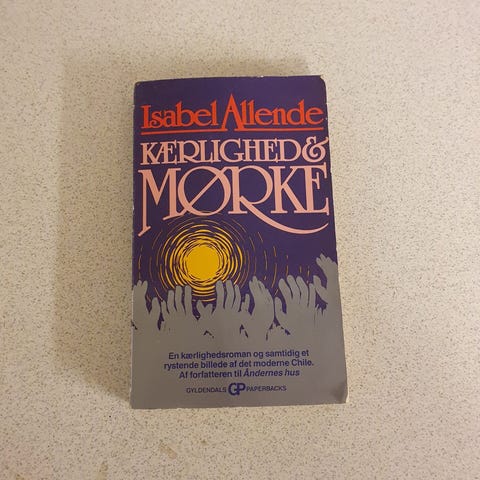 Isabel Allende
KÆRLIGHED &
MØRKE
En kærlighedsroman og samtidig et
rystende billede af det moderne Chile.
Af forfatteren til Åndernes hus
GYLDENDALS GP PAPERBACKS